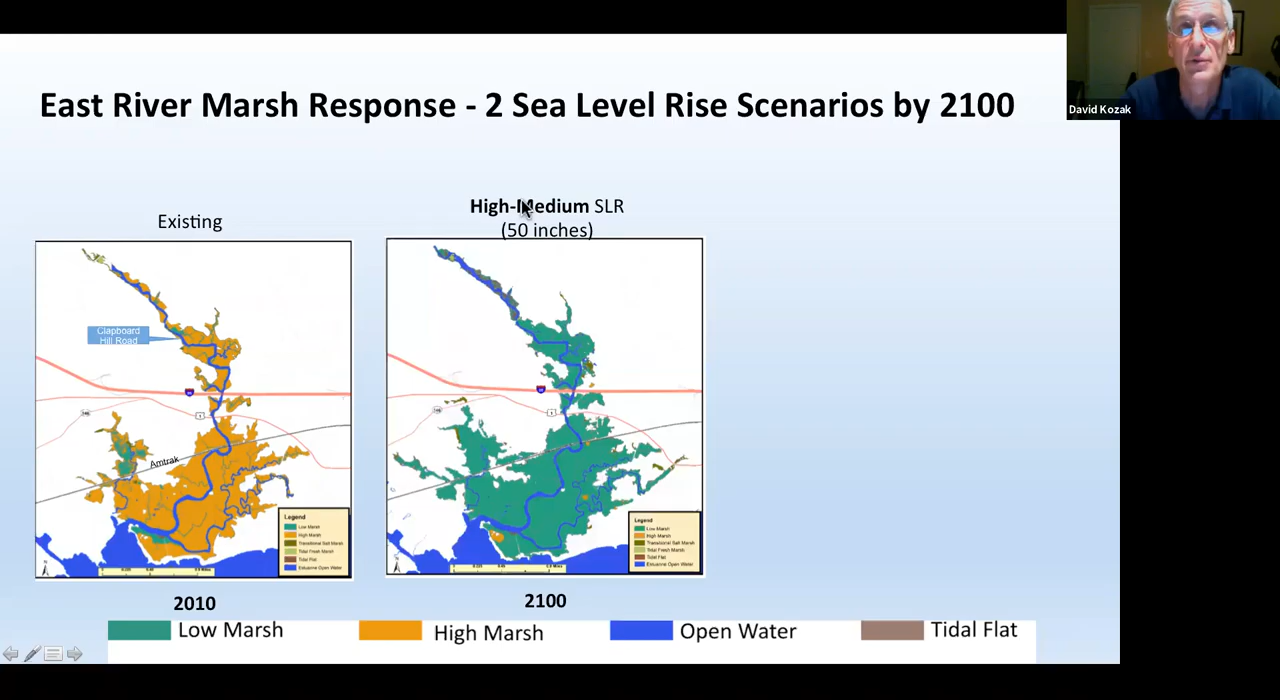 David Kozak
East River Marsh Response - 2 Sea Level Rise Scenarios by 2100
Existing
High-Medium SLR
(50 inches)
Clapboard
Hill Road
Amtrak
1
1
Legend
Low Marsh
High Marsh
Transitional Salt Marsh
Tidal Fresh Marsh
Tidal Flat
Estuarine Open Water
Legend
Low Marsh
High Marsh
Transitional Salt Marsh
Tidal Fresh Marsh
Tidal Flat
Estuarine Open Water
2010
2100
Low Marsh
High Marsh
Open Water
Tidal Flat